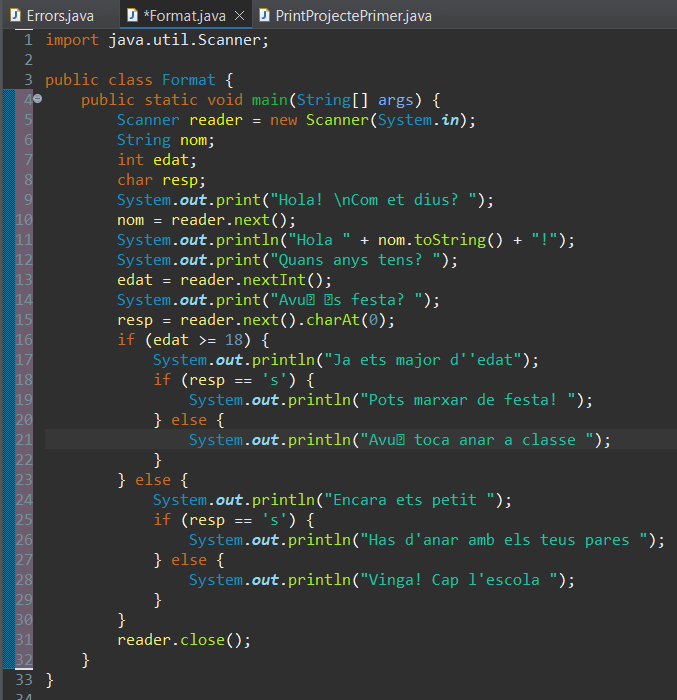 Errors.java *Format.java PrintProjectePrimer.java
1 import java.util.Scanner;
2
3 public class Format {
4 public static void main(String[] args) {
5 Scanner reader = new Scanner(System.in);
6 String nom;
7 int edat;
8 char resp;
9 System.out.print("Hola! \nCom et dius? ");
10 nom = reader.next();
11 System.out.println("Hola " + nom.toString() + "!");
12 System.out.print("Quans anys tens? ");
13 edat = reader.nextInt();
14 System.out.print("Avu� �s festa? ");
15 resp = reader.next().charAt(0);
16 if (edat >= 18) {
17 System.out.println("Ja ets major d''edat");
18 if (resp == 's') {
19 System.out.println("Pots marxar de festa! ");
20 } else {
21 System.out.println("Avu� toca anar a classe ");
22 }
23 } else {
24 System.out.println("Encara ets petit ");
25 if (resp == 's') {
26 System.out.println("Has d'anar amb els teus pares ");
27 } else {
28 System.out.println("Vinga! Cap l'escola ");
29 }
30 }
31 reader.close();
32 }
33 }
34